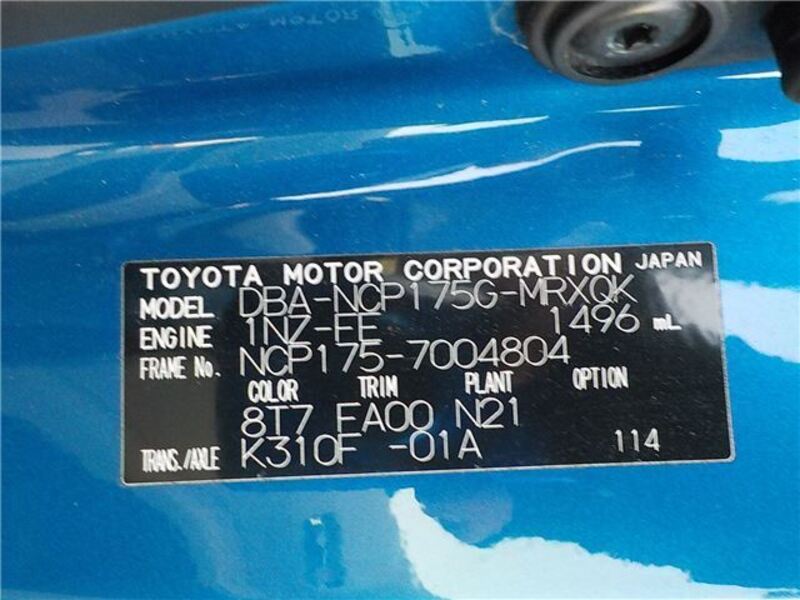 TOYOTA MOTOR CORPORATION JAPAN
MODEL DBA-NCP175G-MRXQK
ENGINE 1NZ-FE 1496 mL
FRAME No. NCP175-7004804
COLOR TRIM PLANT OPTION
8T7 FA00 N21
TRANS./AXLE K310F -01A 114